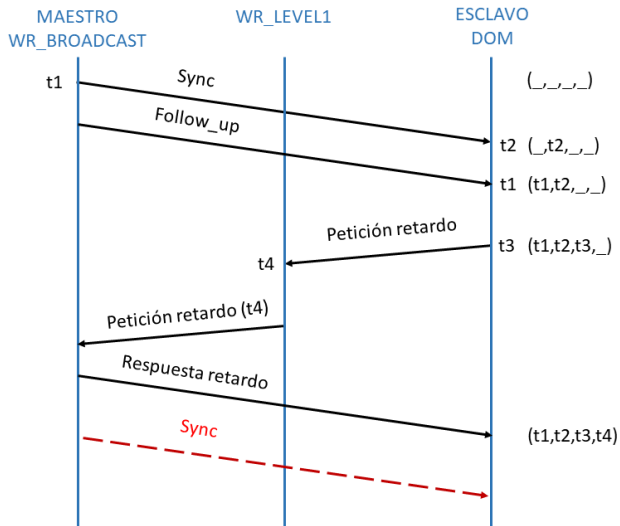 MAESTRO
WR_BROADCAST
WR_LEVEL1
ESCLAVO
DOM
t1
Sync
(_,_,_,_)
Follow_up
t2 (_,t2,_,_)
t1 (t1,t2,_,_)
Petición retardo
t3 (t1,t2,t3,_)
t4
Petición retardo (t4)
Respuesta retardo
Sync
(t1,t2,t3,t4)